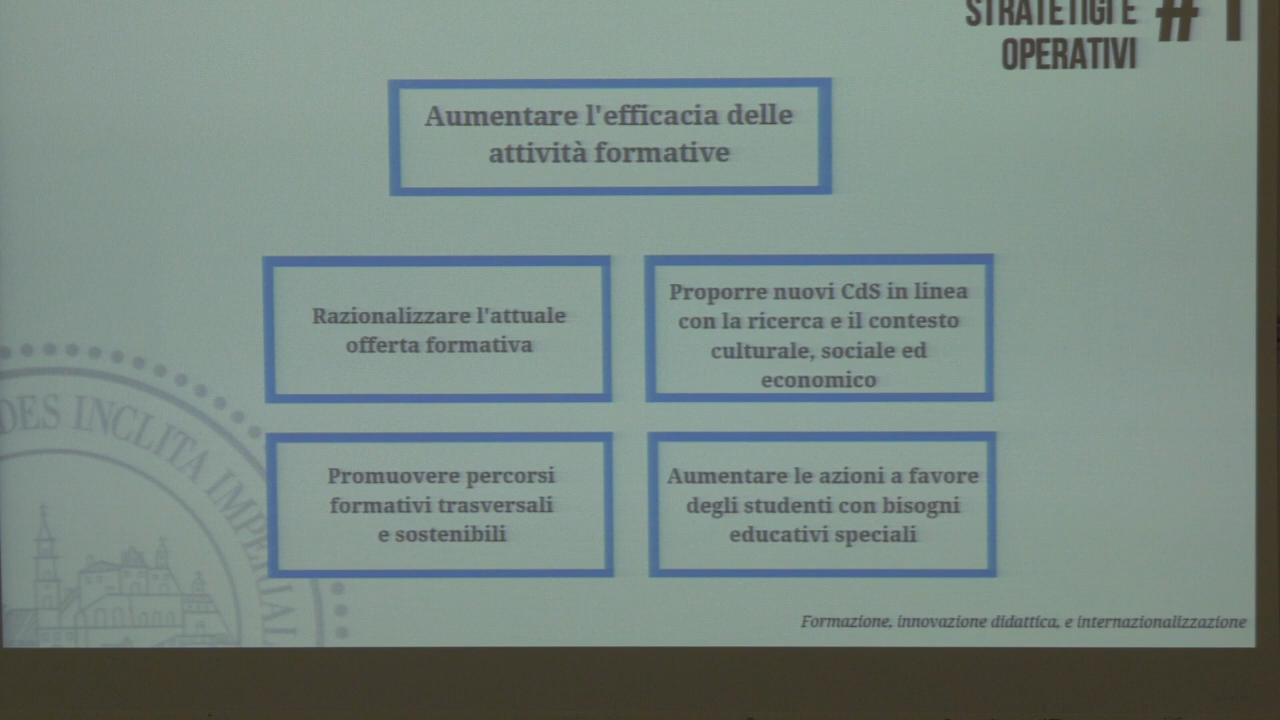 STRATETIGI E
OPERATIVI
#1
Aumentare l'efficacia delle
attività formative
Razionalizzare l'attuale
offerta formativa
Proporre nuovi CdS in linea
con la ricerca e il contesto
culturale, sociale ed
economico
Promuovere percorsi
formativi trasversali
e sostenibili
Aumentare le azioni a favore
degli studenti con bisogni
educativi speciali
DES INCLITA IMPERIAL
Formazione, innovazione didattica, e internazionalizzazione